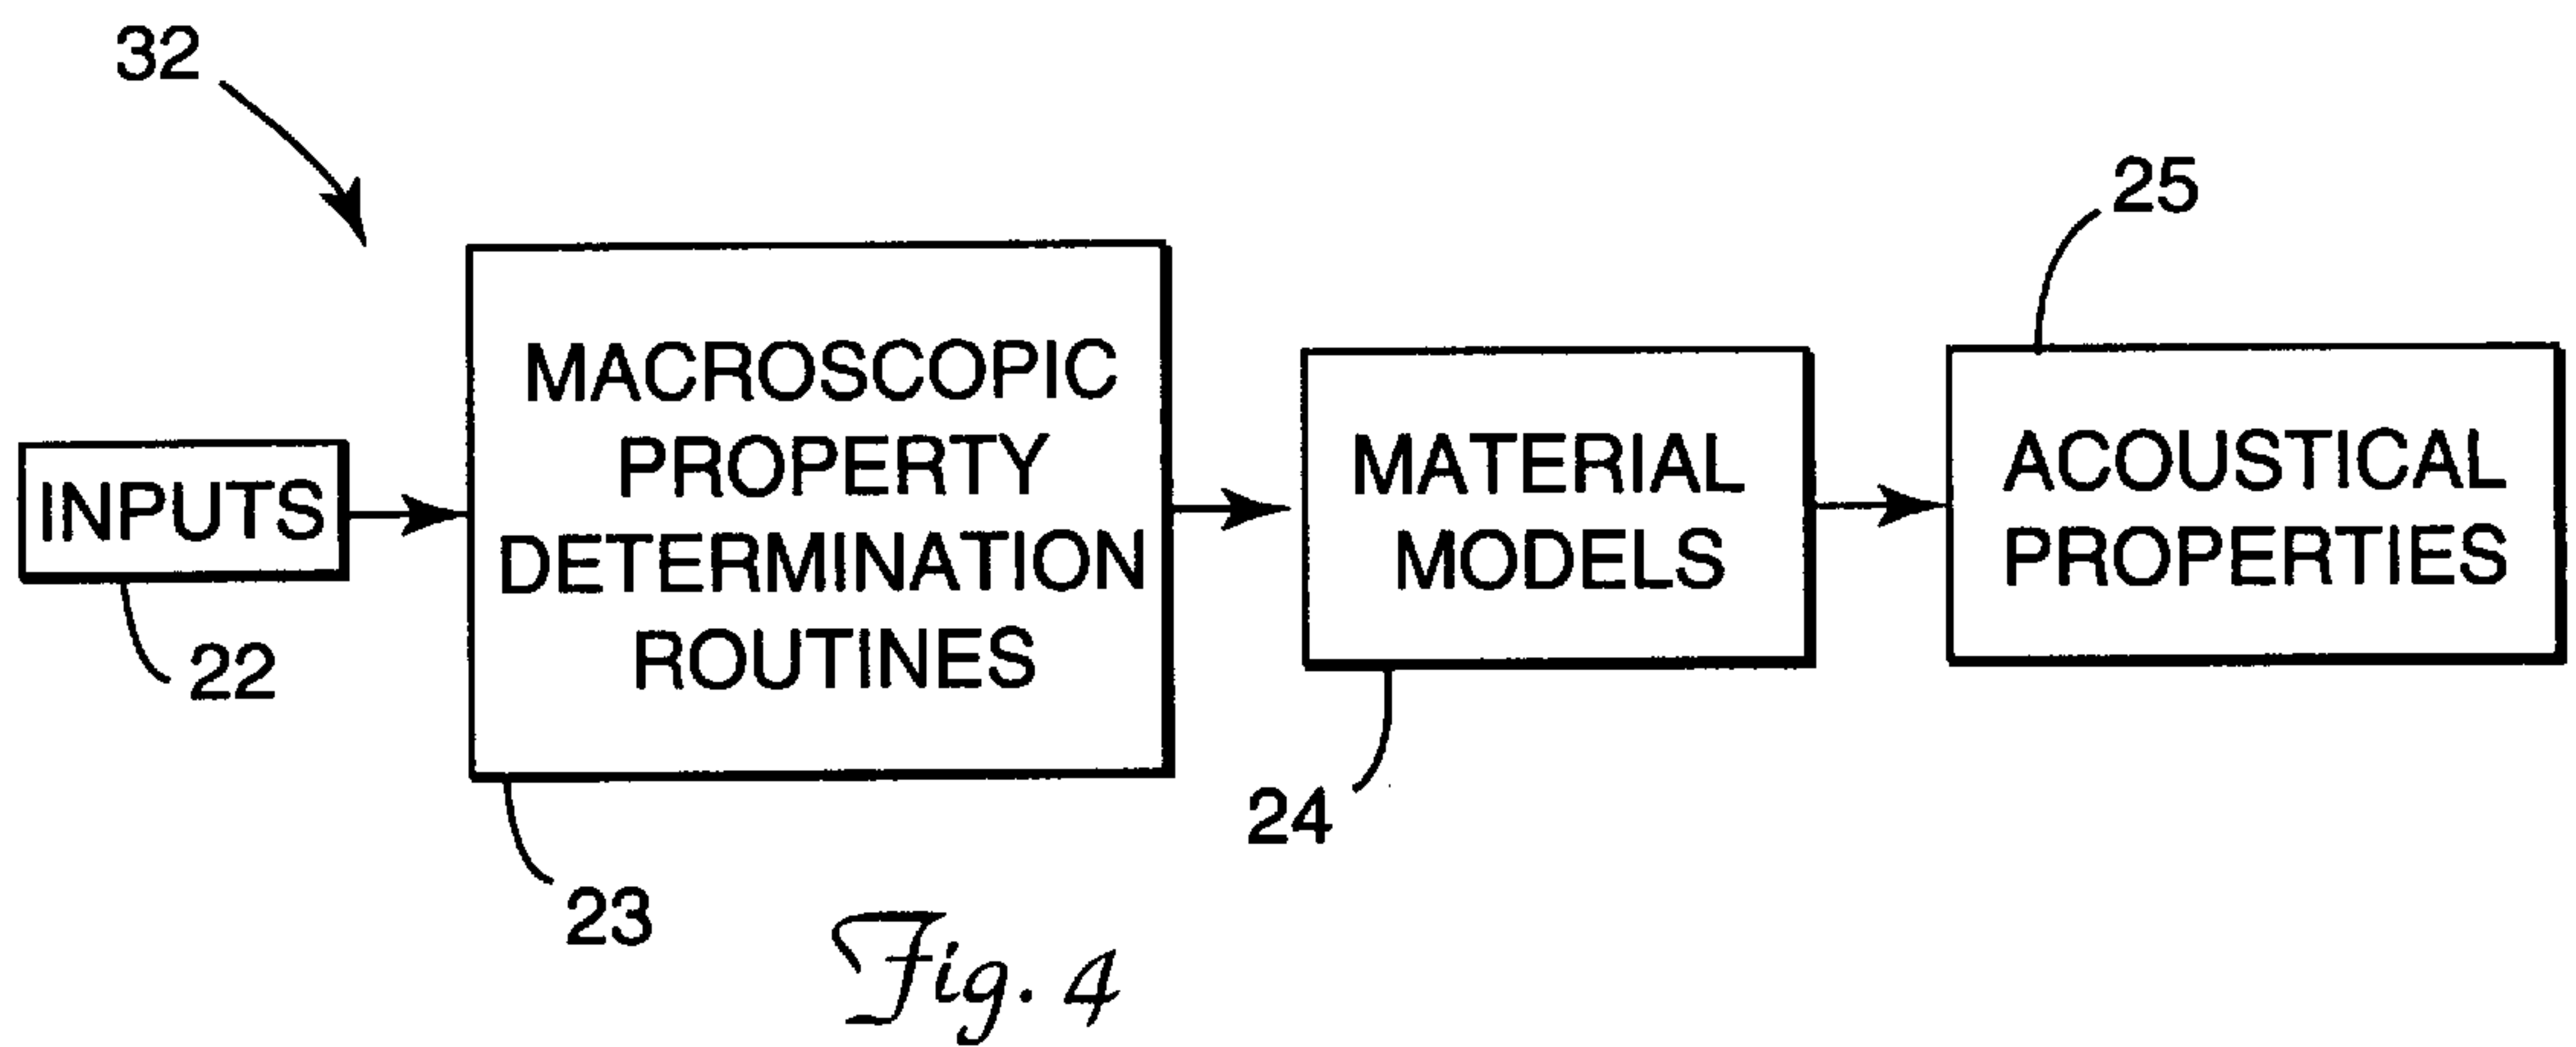 32
25
MACROSCOPIC
PROPERTY
DETERMINATION
ROUTINES
MATERIAL
MODELS
ACOUSTICAL
PROPERTIES
INPUTS
22
24
23
Fig. 4